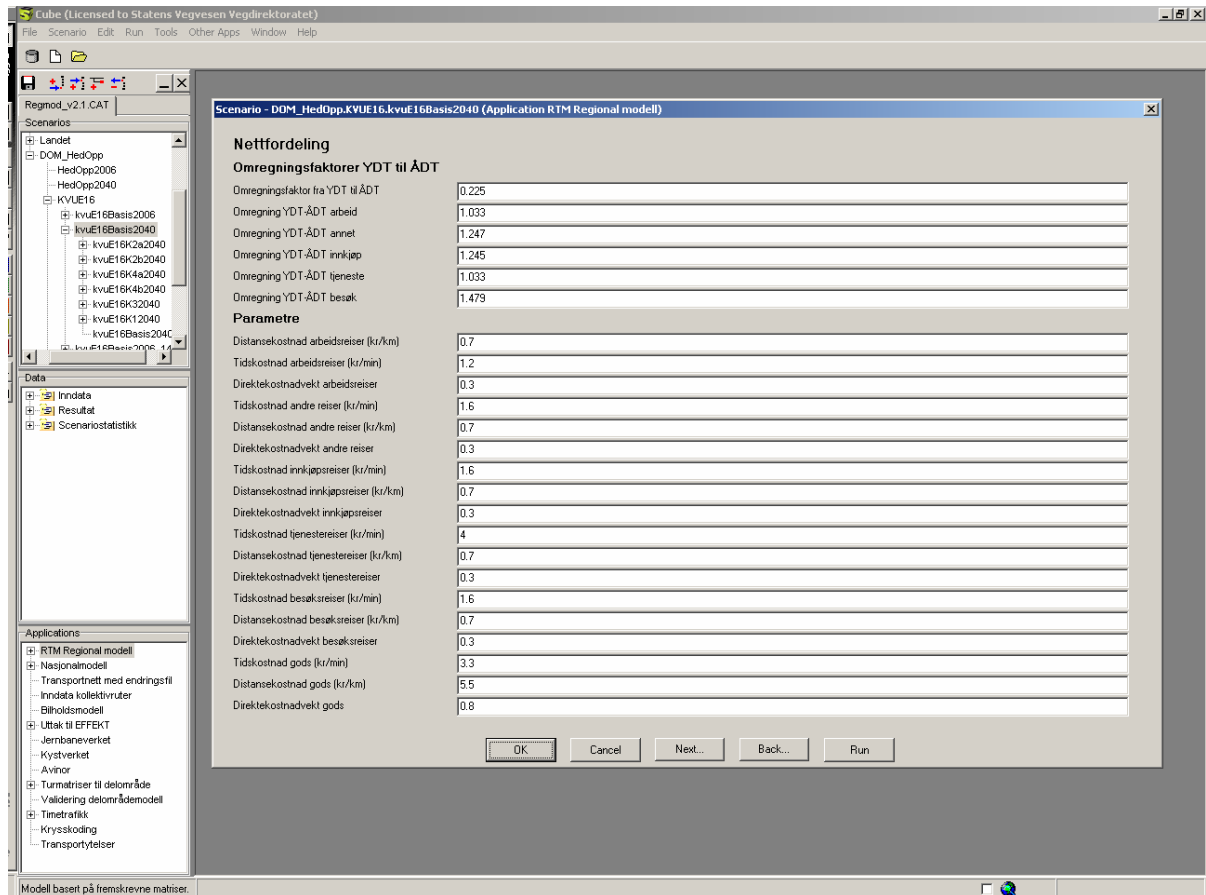 Cube (Licensed to Statens Vegvesen Vegdirektoratet)
File Scenario Edit Run Tools Other Apps Window Help
Regmod_v2.1.CAT
Scenarios
Landet
DOM_HedOpp
HedOpp2006
HedOpp2040
KVUE16
kvuE16Basis2006
kvuE16Basis2040
kvuE16K2a2040
kvuE16K2b2040
kvuE16K4a2040
kvuE16K4b2040
kvuE16K32040
kvuE16K12040
kvuE16Basis2040
kvuE16Basis2006_14
Data
Inndata
Resultat
Scenariostatistikk
Applications
RTM Regional modell
Nasjonalmodell
Transportnett med endringsfil
Inndata kollektivruter
Bilholdsmodell
Uttak til EFFEKT
Jernbaneverket
Kystverket
Avinor
Turmatriser til delområde
Validering delområdemodell
Timetrafikk
Krysskoding
Transportytelser
Scenario - DOM_HedOpp.KVUE16.kvuE16Basis2040 (Application RTM Regional modell)
Nettfordeling
Omregningsfaktorer YDT til ÅDT
Omregningsfaktor fra YDT til ÅDT 0.225
Omregning YDT-ÅDT arbeid 1.033
Omregning YDT-ÅDT annet 1.247
Omregning YDT-ÅDT innkjøp 1.245
Omregning YDT-ÅDT tjeneste 1.033
Omregning YDT-ÅDT besøk 1.479
Parametre
Distansekostnad arbeidsreiser (kr/km) 0.7
Tidskostnad arbeidsreiser (kr/min) 1.2
Direktekostnadvekt arbeidsreiser 0.3
Tidskostnad andre reiser (kr/min) 1.6
Distansekostnad andre reiser (kr/km) 0.7
Direktekostnadvekt andre reiser 0.3
Tidskostnad innkjøpsreiser (kr/min) 1.6
Distansekostnad innkjøpsreiser (kr/km) 0.7
Direktekostnadvekt innkjøpsreiser 0.3
Tidskostnad tjenestereiser (kr/min) 4
Distansekostnad tjenestereiser (kr/km) 0.7
Direktekostnadvekt tjenestereiser 0.3
Tidskostnad besøksreiser (kr/min) 1.6
Distansekostnad besøksreiser (kr/km) 0.7
Direktekostnadvekt besøksreiser 0.3
Tidskostnad gods (kr/min) 3.3
Distansekostnad gods (kr/km) 5.5
Direktekostnadvekt gods 0.8
OK Cancel Next... Back... Run
Modell basert på fremskrevne matriser.